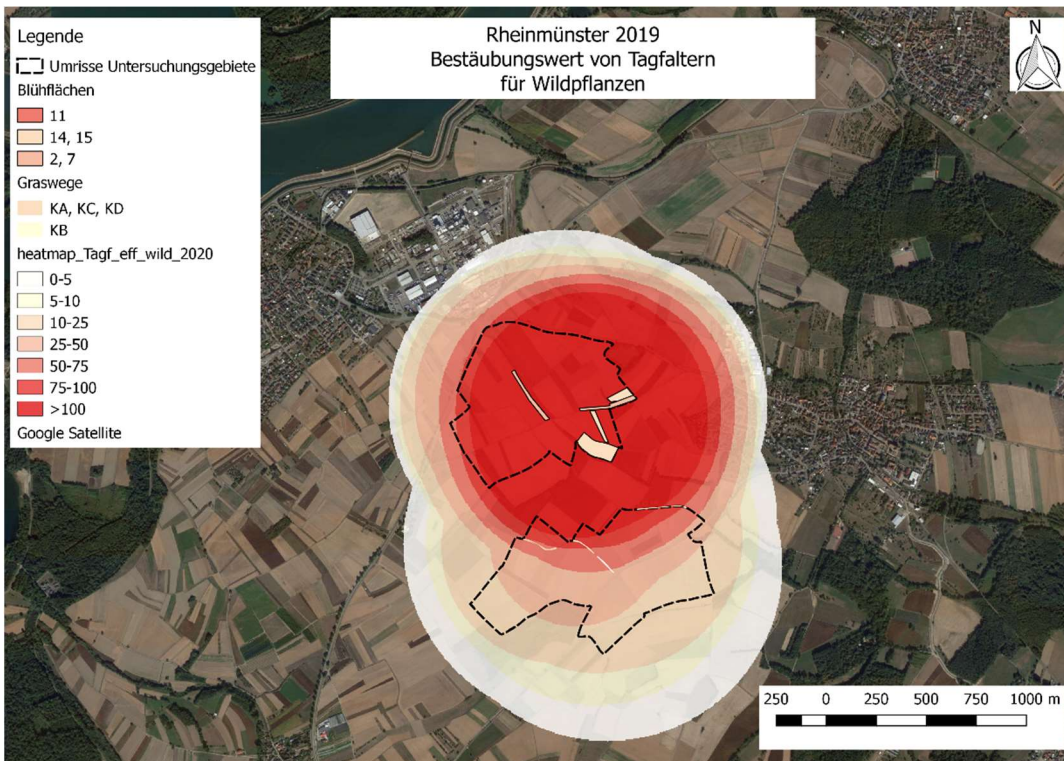 Rheinmünster 2019
Bestäubungswert von Tagfaltern
für Wildpflanzen
Legende
Umrisse Untersuchungsgebiete
Blühflächen
11
14, 15
2, 7
Graswege
KA, KC, KD
KB
heatmap_Tagf_eff_wild_2020
0-5
5-10
10-25
25-50
50-75
75-100
>100
Google Satellite
N
250 0 250 500 750 1000 m